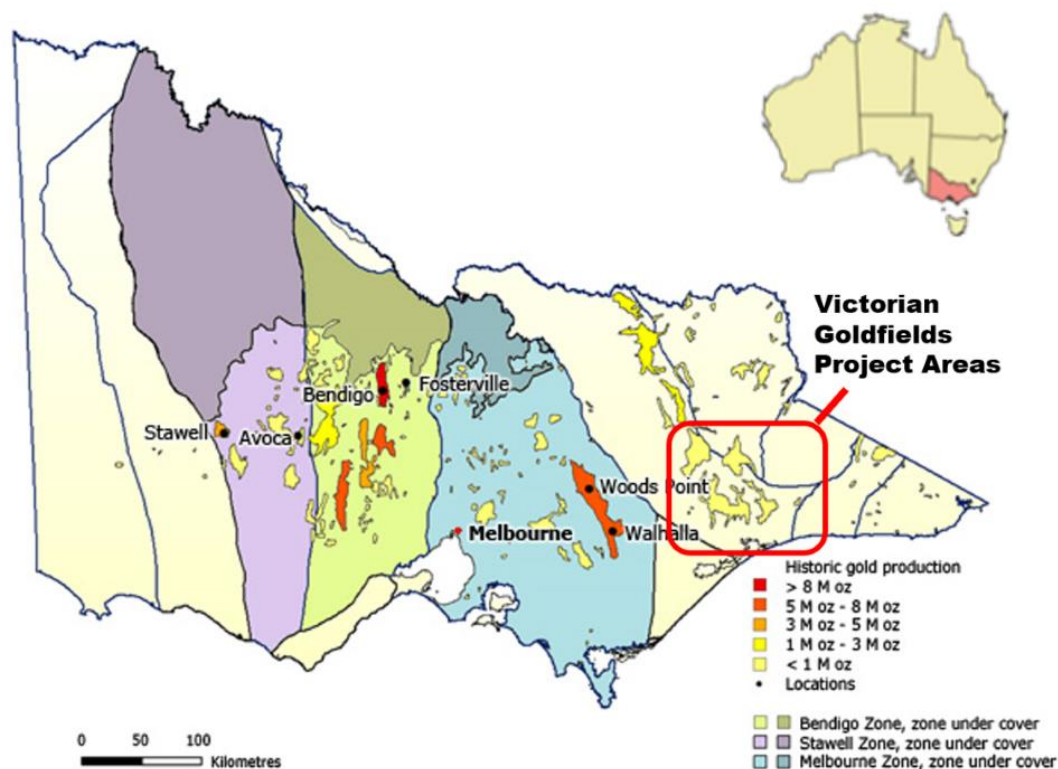 Victorian
Goldfields
Project Areas
Bendigo
Fosterville
Stawell
Avoca
Woods Point
Melbourne
Walhalla
Historic gold production
> 8 M oz
5 M oz - 8 M oz
3 M oz - 5 M oz
1 M oz - 3 M oz
< 1 M oz
Locations
Bendigo Zone, zone under cover
Stawell Zone, zone under cover
Melbourne Zone, zone under cover
0 50 100
Kilometres